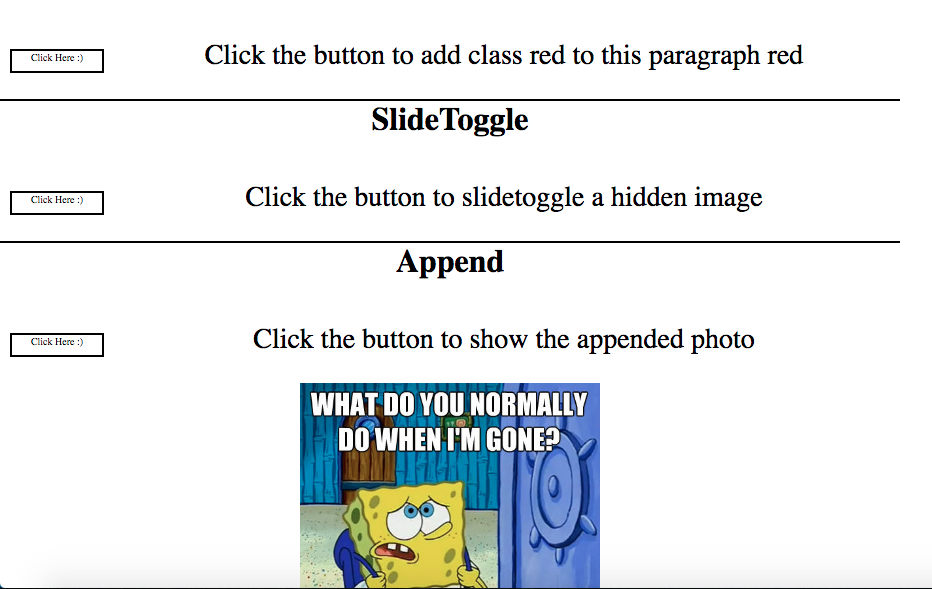 Click Here :)
Click the button to add class red to this paragraph red
SlideToggle
Click Here :)
Click the button to slidetoggle a hidden image
Append
Click Here :)
Click the button to show the appended photo
WHAT DO YOU NORMALLY
DO WHEN I'M GONE?